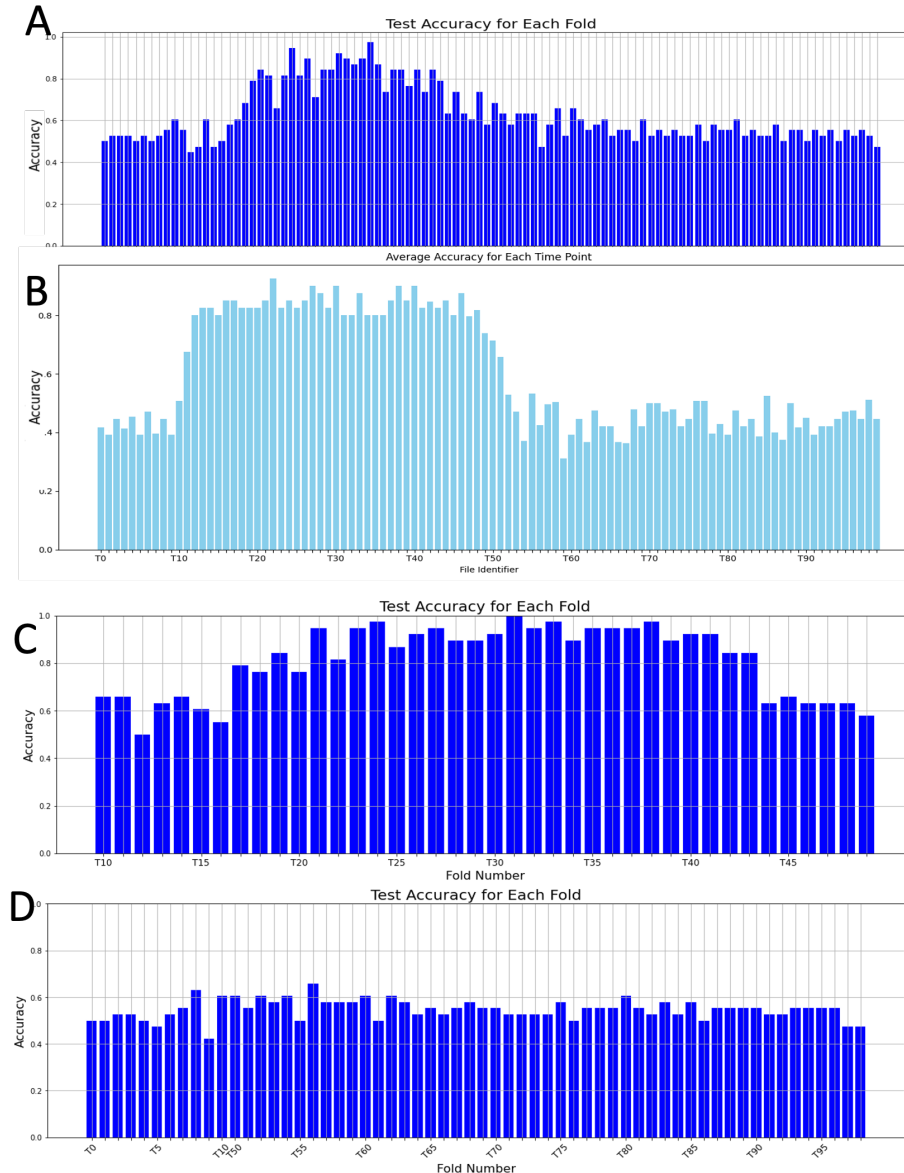 A
Test Accuracy for Each Fold
1.0
0.8
0.6
0.4
0.2
0.0
Accuracy
Average Accuracy for Each Time Point
B
0.8
.6
.4
0.2
0.0
Accuracy
T0 T10 T20 T30 T40 T50 T60 T70 T80 T90
File Identifier
Test Accuracy for Each Fold
C
1.0
0.8
0.6
0.4
0.2
0.0
Accuracy
T10 T15 T20 T25 T30 T35 T40 T45
Fold Number
D
Test Accuracy for Each Fold
1.0
0.8
0.6
0.4
0.2
0.0
Accuracy
T0 T5 T10 T50 T55 T60 T65 T70 T75 T80 T85 T90 T95
Fold Number